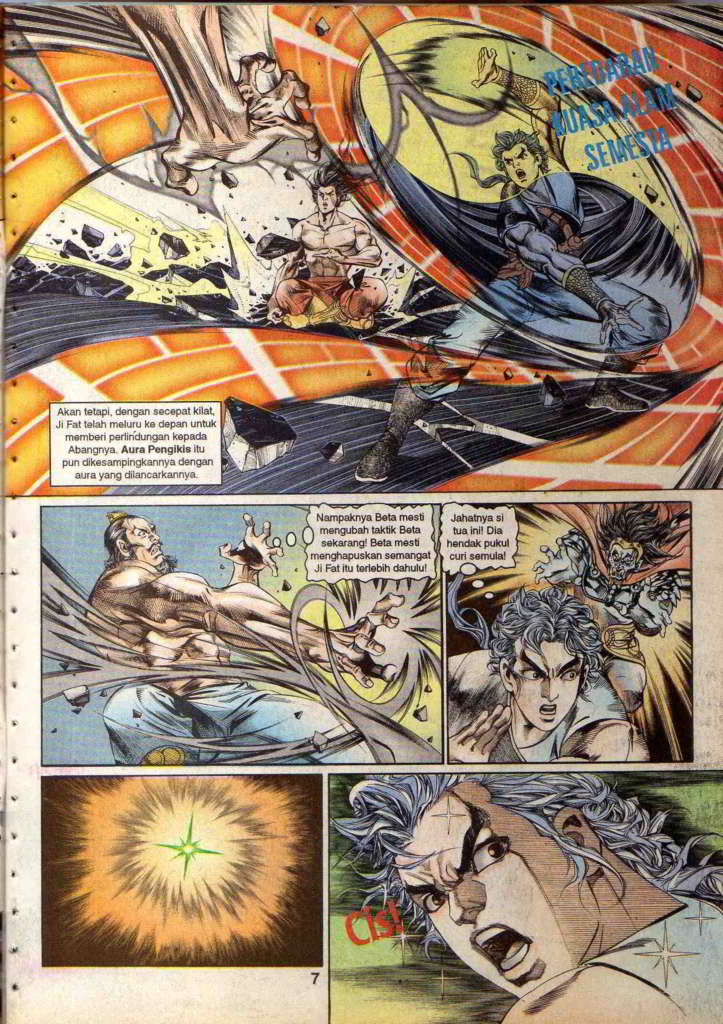 PEREDARAN
KUASA ALAM
SEMESTA
Akan tetapi, dengan secepat kilat,
Ji Fat telah meluru ke depan untuk
memberi perlindungan kepada
Abangnya. Aura Pengikis itu
pun dikesampingkannya dengan
aura yang dilancarkannya.
Nampaknya Beta mesti
mengubah taktik Beta
sekarang! Beta mesti
menghapuskan semangat
Ji Fat itu terlebih dahulu!
Jahatnya si
tua ini! Dia
hendak pukul
curi semula!
Cis!
7